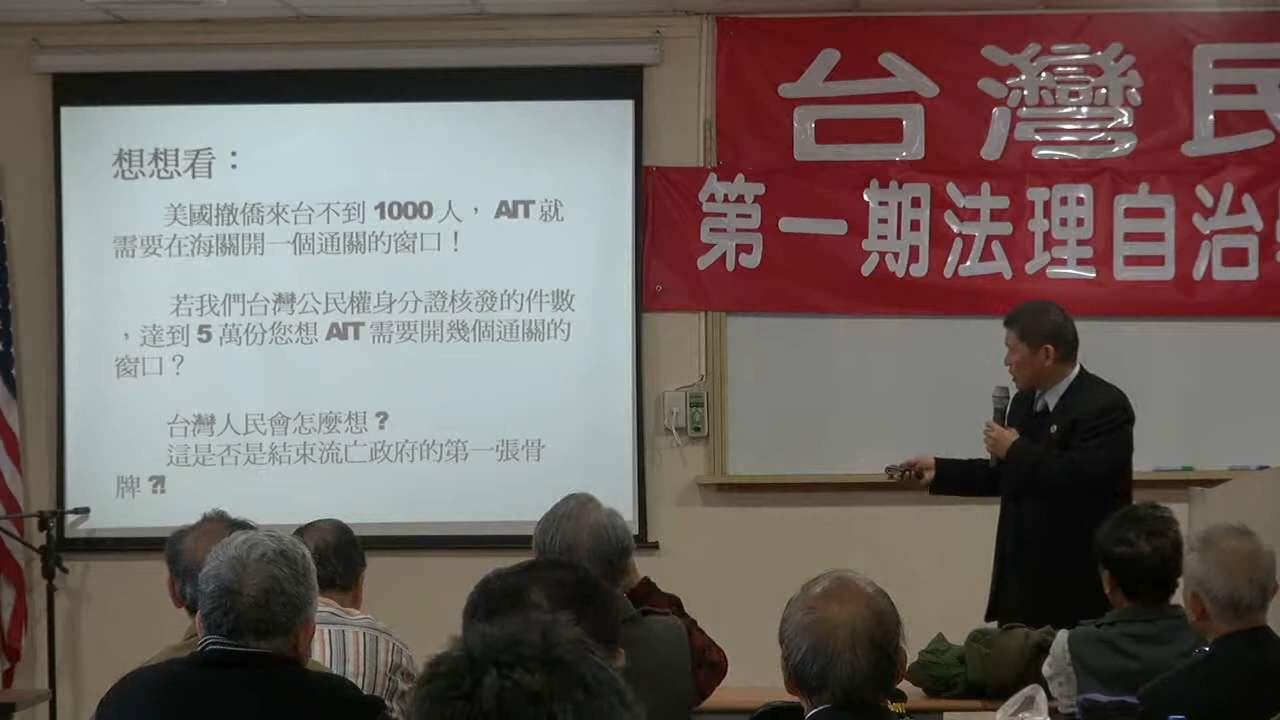 想想看：
美國撤僑來台不到 1000 人， AIT 就
需要在海關開一個通關的窗口！
若我們台灣公民權身分證核發的件數
，達到 5 萬份您想 AIT 需要開幾個通關的
窗口？
台灣人民會怎麼想？
這是否是結束流亡政府的第一張骨
牌⁈
台灣民
第一期法理自治